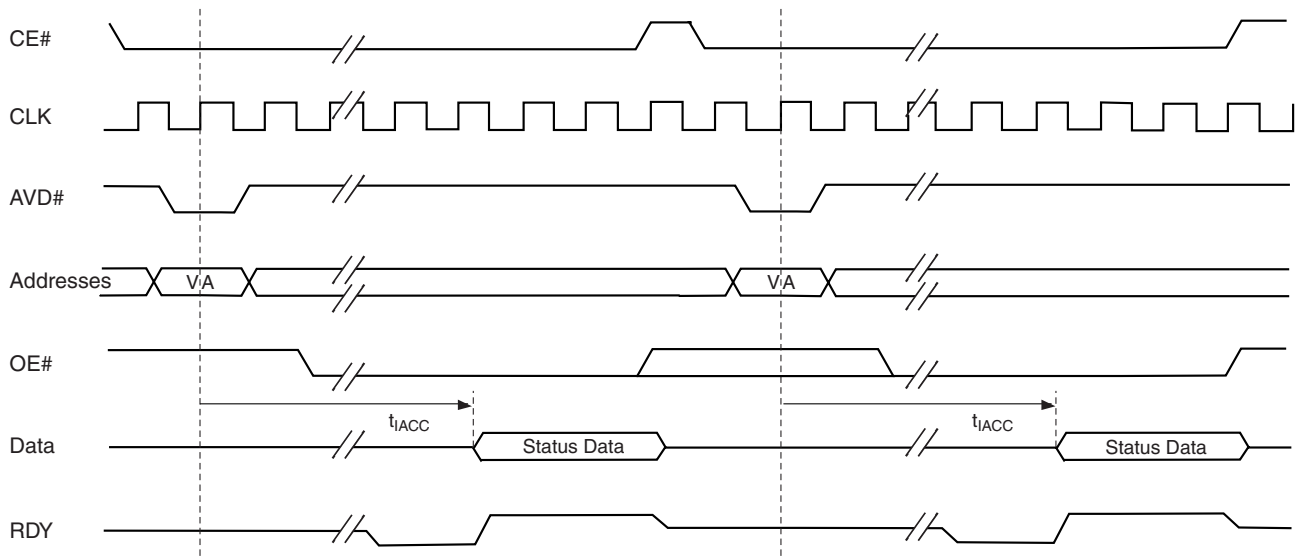 CE#
CLK
AVD#
Addresses
VA
VA
OE#
tIACC
tIACC
Data
Status Data
Status Data
RDY